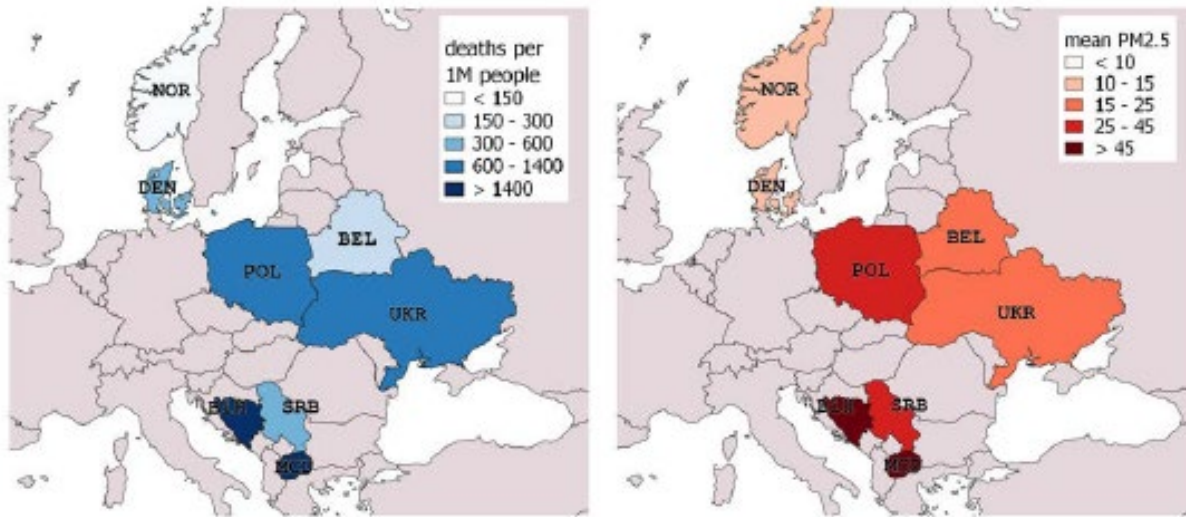 deaths per
1M people
< 150
150 - 300
300 - 600
600 - 1400
> 1400
NOR
DEN
BEL
POL
UKR
SRB
mean PM2.5
< 10
10 - 15
15 - 25
25 - 45
> 45
NOR
DEN
BEL
POL
UKR
SRB